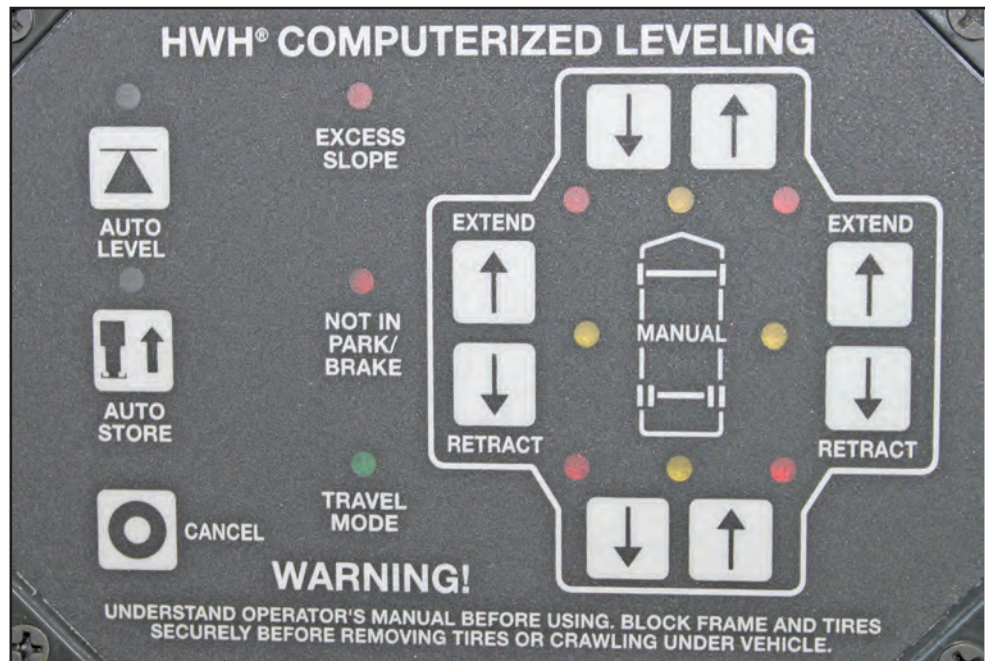 HWH® COMPUTERIZED LEVELING
AUTO
LEVEL
AUTO
STORE
CANCEL
EXCESS
SLOPE
NOT IN
PARK/
BRAKE
TRAVEL
MODE
EXTEND
RETRACT
MANUAL
EXTEND
RETRACT
WARNING!
UNDERSTAND OPERATOR'S MANUAL BEFORE USING. BLOCK FRAME AND TIRES
SECURELY BEFORE REMOVING TIRES OR CRAWLING UNDER VEHICLE.